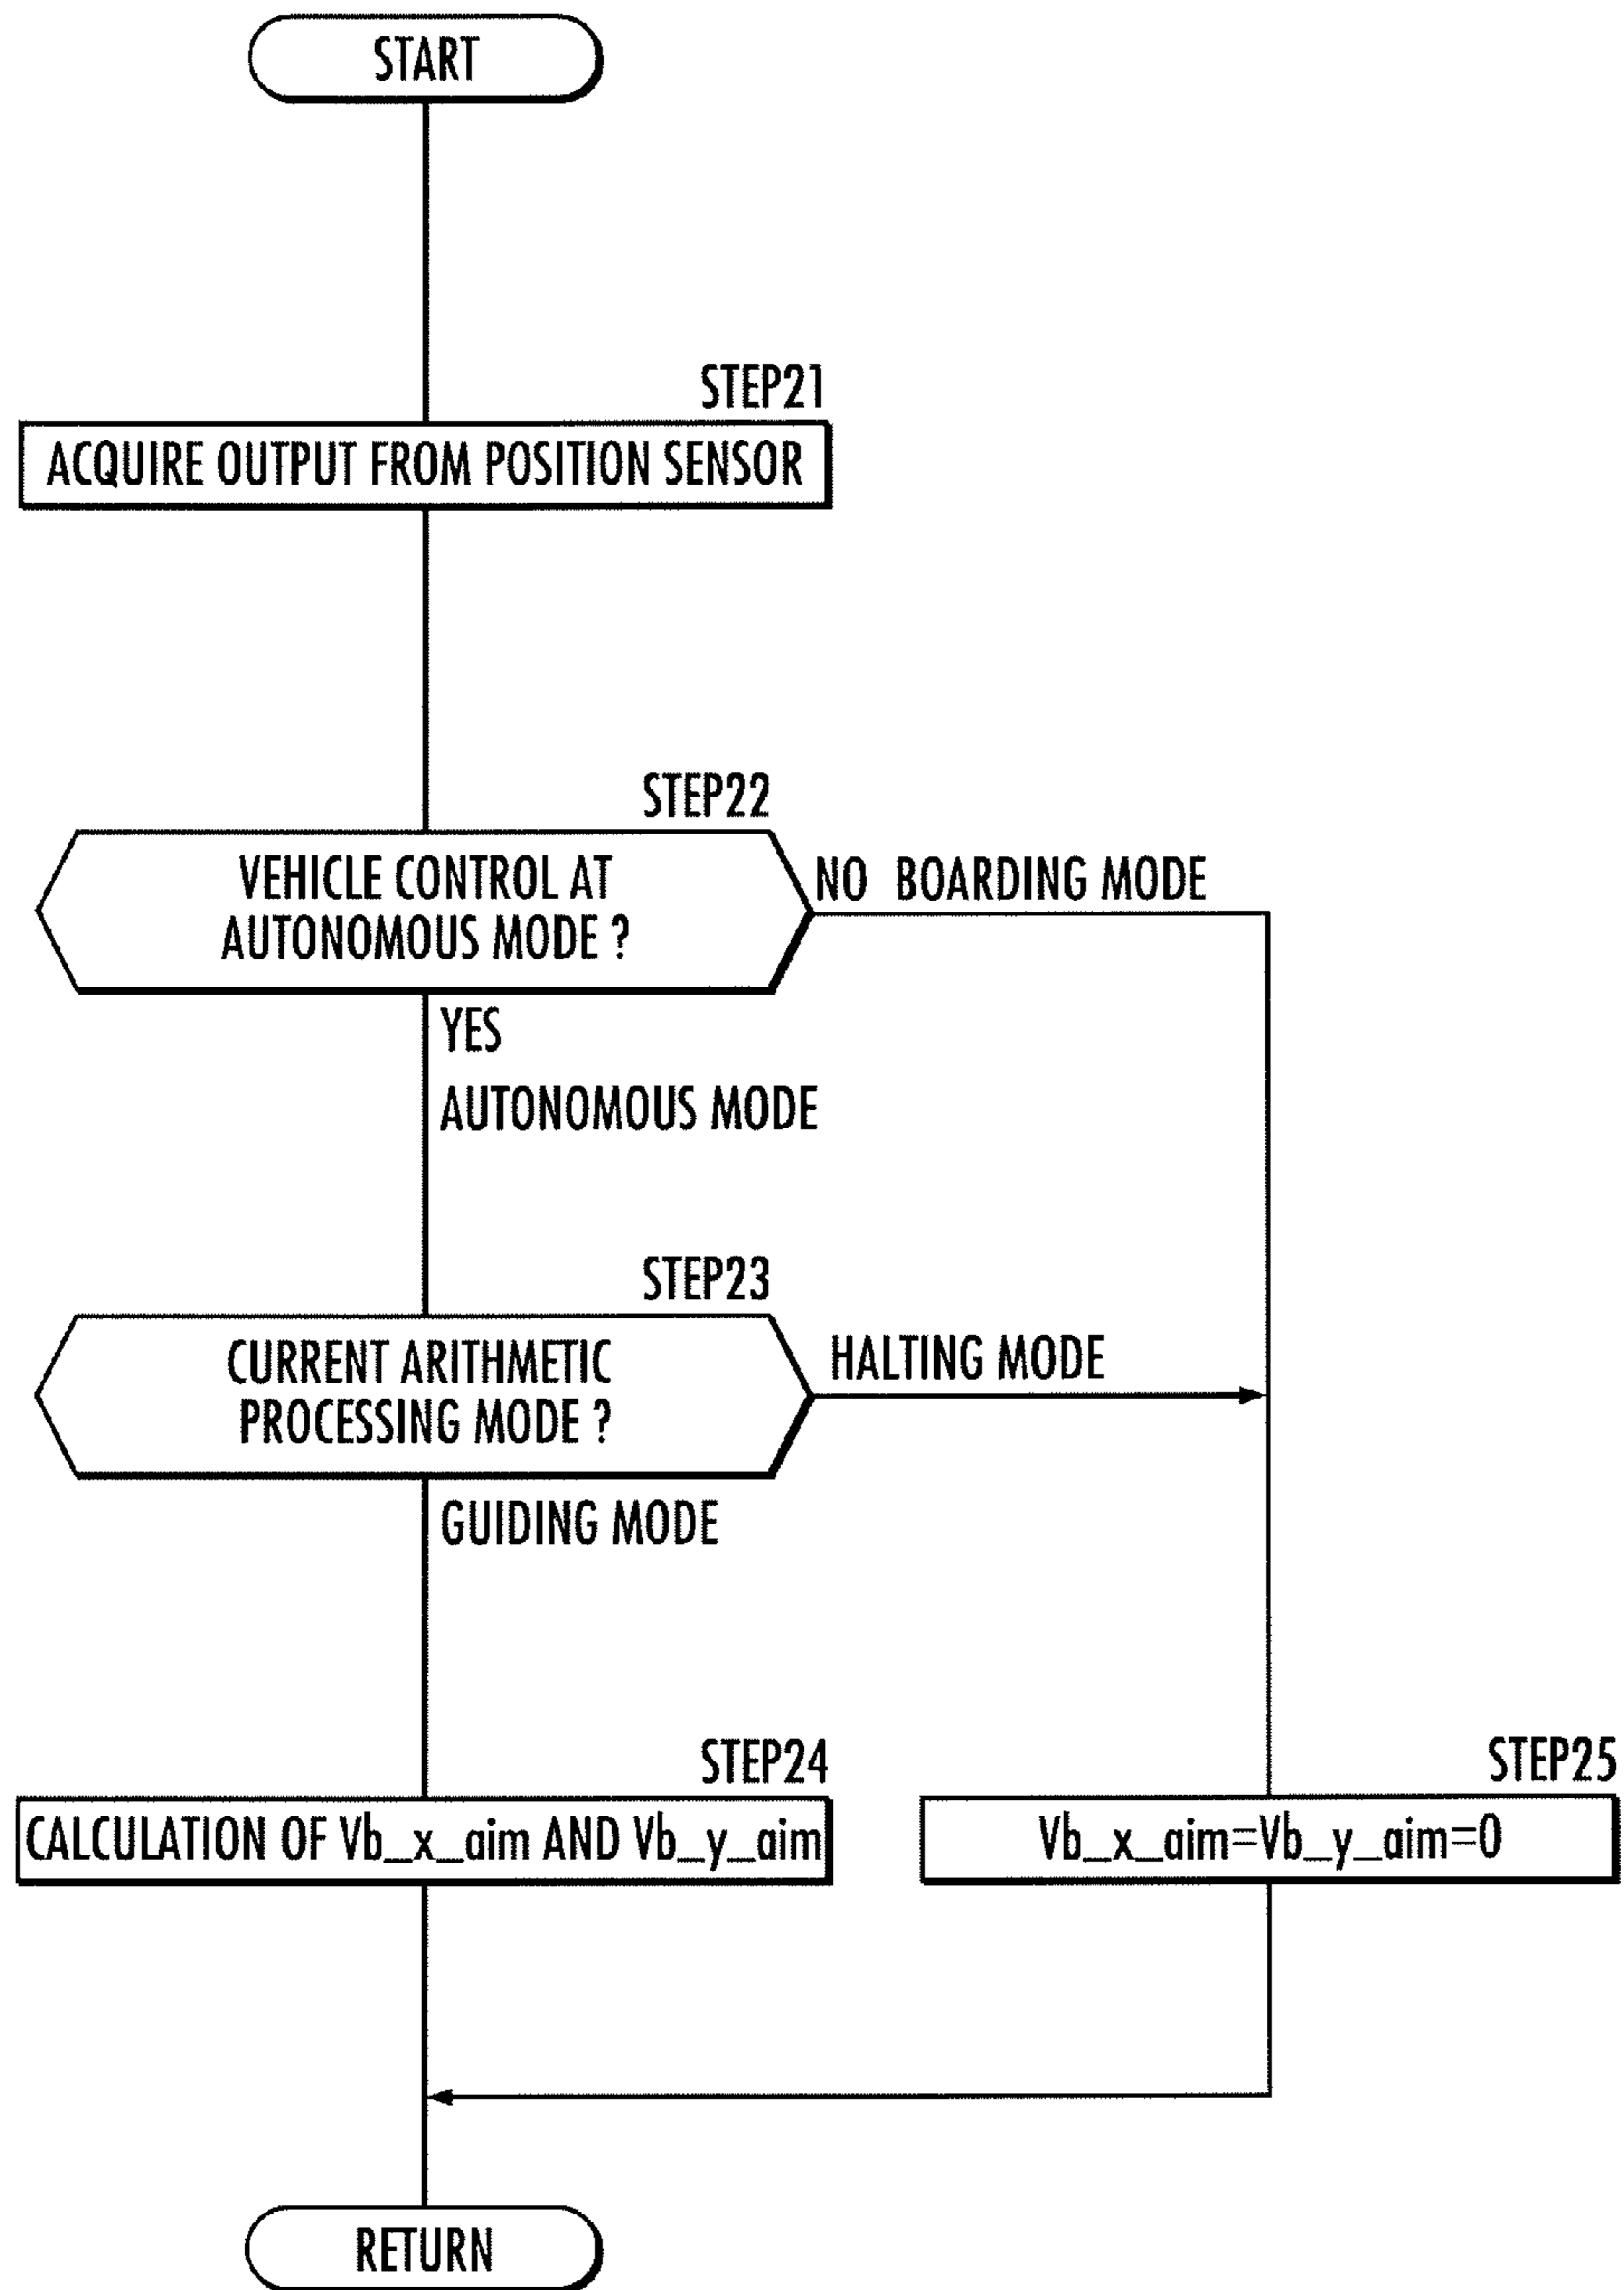 START
STEP21
ACQUIRE OUTPUT FROM POSITION SENSOR
STEP22
VEHICLE CONTROL AT
AUTONOMOUS MODE ?
NO BOARDING MODE
YES
AUTONOMOUS MODE
STEP23
CURRENT ARITHMETIC
PROCESSING MODE ?
HALTING MODE
GUIDING MODE
STEP24
CALCULATION OF Vb_x_aim AND Vb_y_aim
STEP25
Vb_x_aim=Vb_y_aim=0
RETURN